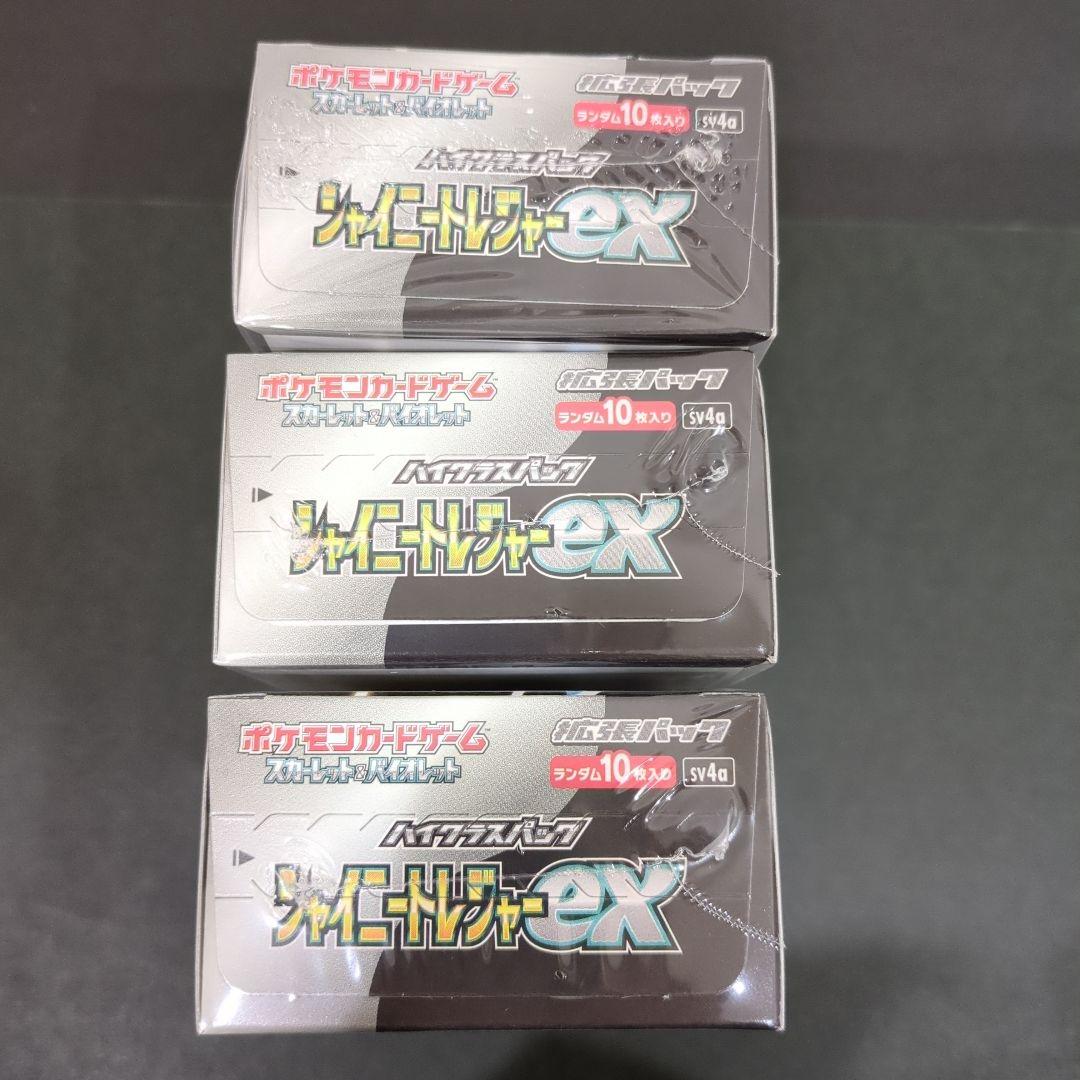 ポケモンカードゲーム
スカーレット&バイオレット
拡張パック
ランダム10枚入り sv4a
ハイクラスパック
シャイニートレジャーex
ポケモンカードゲーム
スカーレット&バイオレット
拡張パック
ランダム10枚入り sv4a
ハイクラスパック
シャイニートレジャーex
ポケモンカードゲーム
スカーレット&バイオレット
拡張パック
ランダム10枚入り sv4a
ハイクラスパック
シャイニートレジャーex